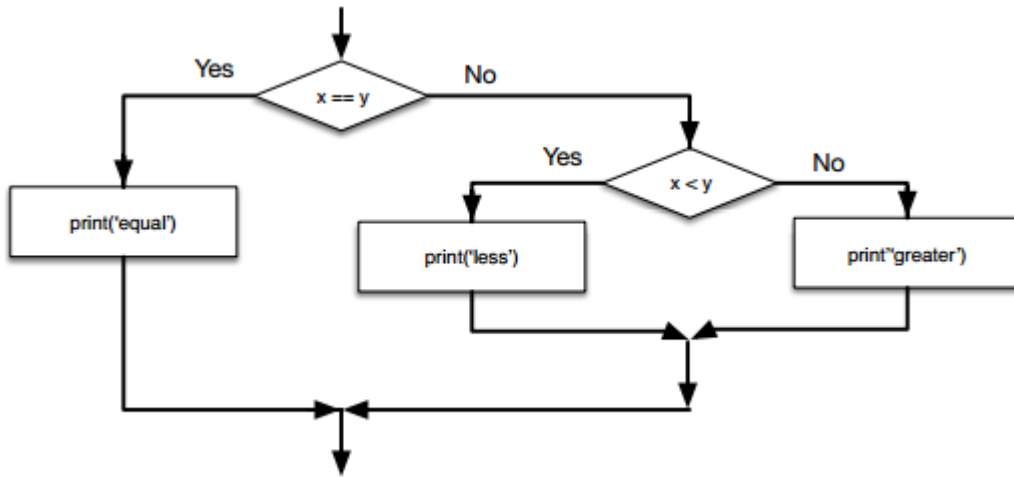 Yes
x == y
No
print('equal')
Yes
x < y
No
print('less')
print"greater')